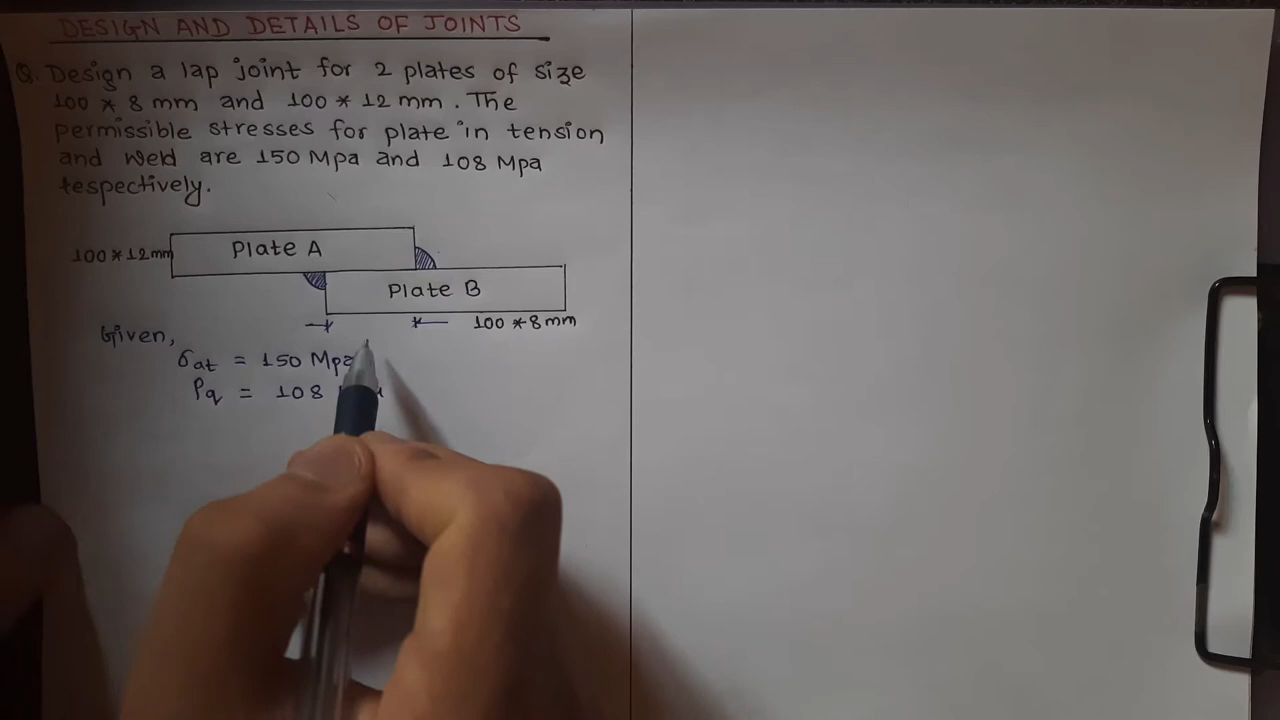 DESIGN AND DETAILS OF JOINTS
Q. Design a lap joint for 2 plates of size
100 * 8 mm and 100 * 12 mm. The
permissible stresses for plate in tension
and weld are 150 Mpa and 108 Mpa
respectively.
100 * 12 mm
Plate A
Plate B
100 * 8 mm
Given,
σat = 150 Mpa
Pq = 108